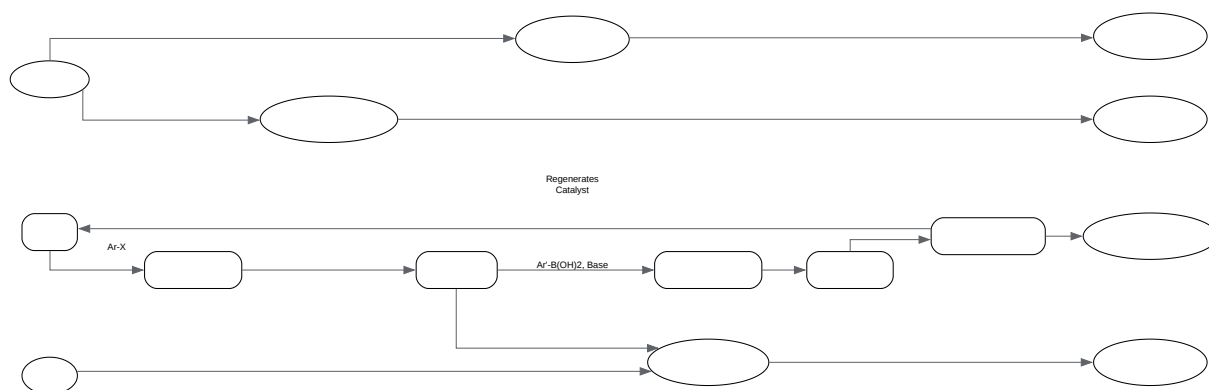 Regenerates
Catalyst
Ar-X
Ar'-B(OH)2, Base